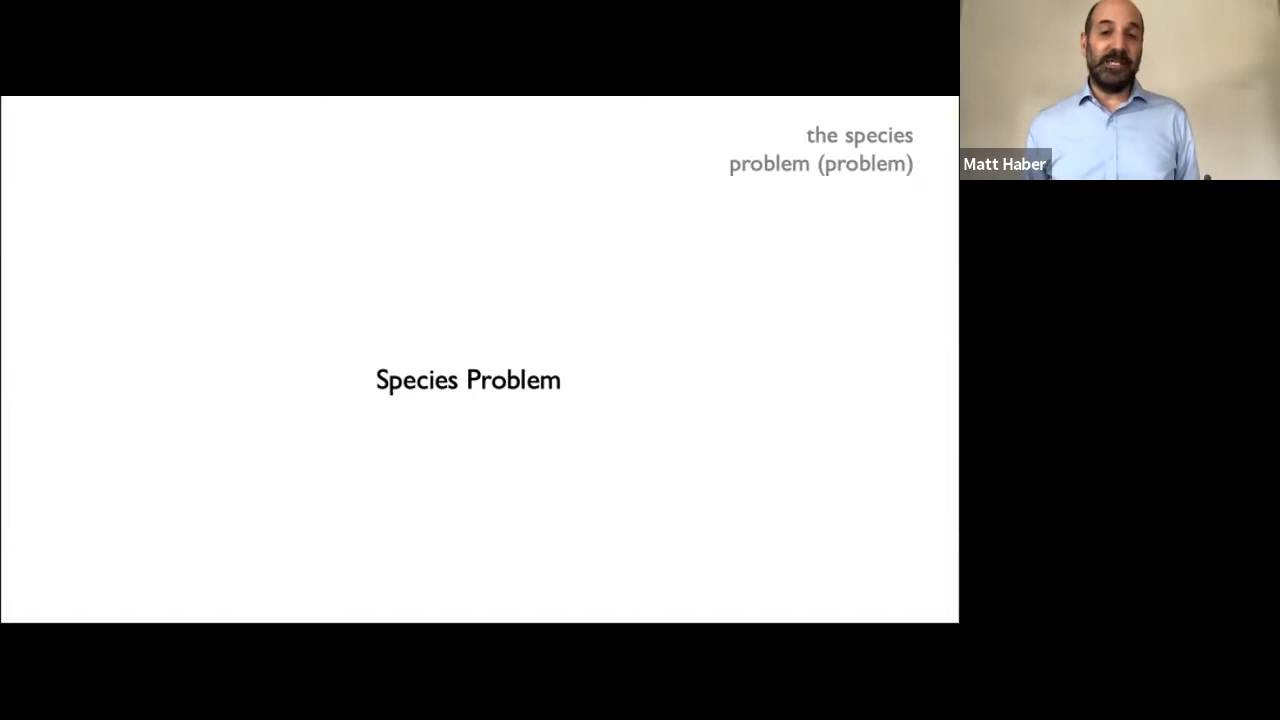 the species
problem (problem)
Matt Haber
Species Problem